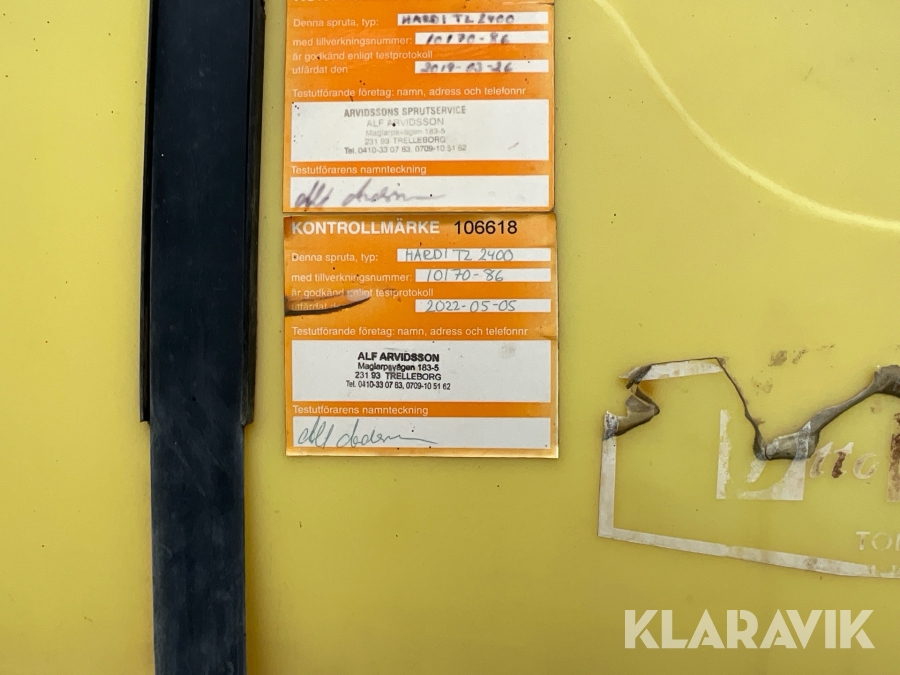 Denna spruta, typ: HARDI TZ 2400
med tillverkningsnummer: 10170-86
är godkänd enligt testprotokoll
utfärdat den 2019-03-26
Testutförande företag: namn, adress och telefonnr
ARVIDSSONS SPRUTSERVICE
ALF ARVIDSSON
Maglarpsvägen 183-5
231 93 TRELLEBORG
Tel. 0410-33 07 63, 0709-10 51 62
Testutförarens namnteckning
KONTROLLMÄRKE 106618
Denna spruta, typ: HARDI TZ 2400
med tillverkningsnummer: 10170-86
är godkänd enligt testprotokoll
utfärdat den 2022-05-05
Testutförande företag: namn, adress och telefonnr
ALF ARVIDSSON
Maglarpsvägen 183-5
231 93 TRELLEBORG
Tel. 0410-33 07 63, 0709-10 51 62
Testutförarens namnteckning
KLARAVIK